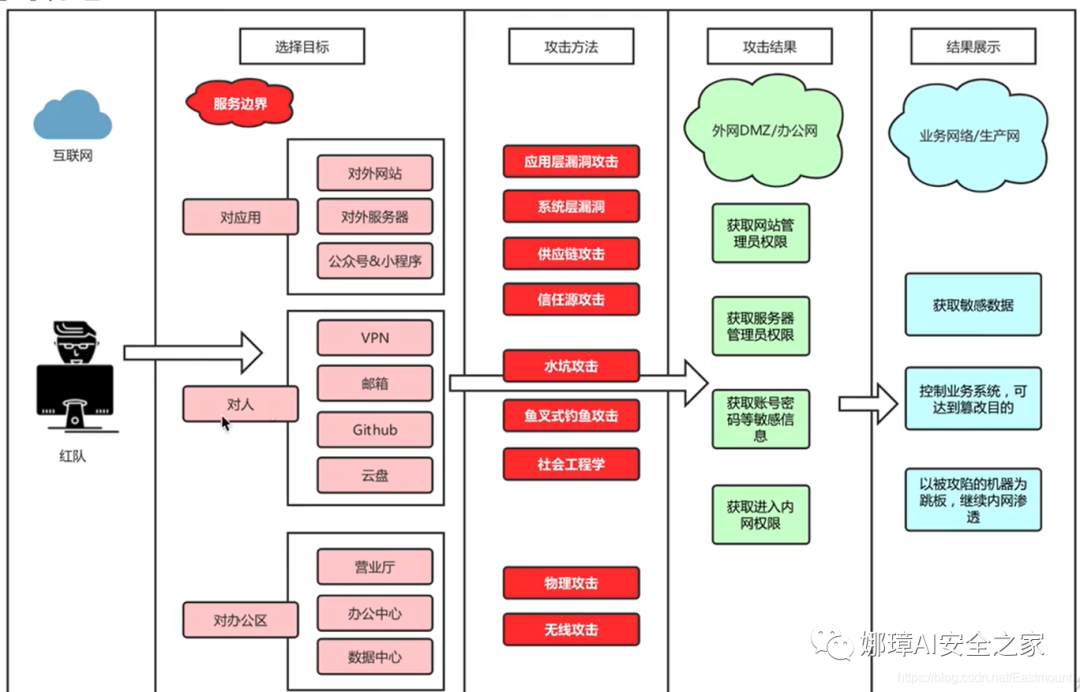 选择目标
攻击方法
攻击结果
结果展示
互联网
红队
服务边界
对应用
对外网站
对外服务器
公众号&小程序
对人
VPN
邮箱
Github
云盘
对办公区
营业厅
办公中心
数据中心
应用层漏洞攻击
系统层漏洞
供应链攻击
信任源攻击
水坑攻击
鱼叉式钓鱼攻击
社会工程学
物理攻击
无线攻击
外网DMZ/办公网
获取网站管
理员权限
获取服务器
管理员权限
获取账号密
码等敏感信
息
获取进入内
网权限
业务网络/生产网
获取敏感数据
控制业务系统，可
达到篡改目的
以被攻陷的机器为
跳板，继续内网渗
透
娜璋AI安全之家
https://blog.csdn.net/Eastmount